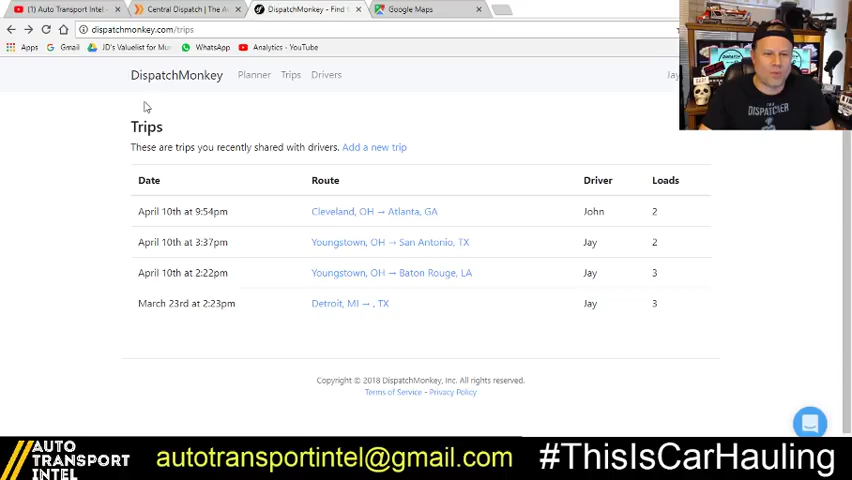 (1) Auto Transport Intel -
Central Dispatch | The A
DispatchMonkey - Find
Google Maps
dispatchmonkey.com/trips
Apps
Gmail
JD's Valuelist for Mus
WhatsApp
Analytics - YouTube
DispatchMonkey Planner Trips Drivers Jay
THE
DISPATCHER
Trips
These are trips you recently shared with drivers. Add a new trip
Date Route Driver Loads
April 10th at 9:54pm Cleveland, OH → Atlanta, GA John 2
April 10th at 3:37pm Youngstown, OH → San Antonio, TX Jay 2
April 10th at 2:22pm Youngstown, OH → Baton Rouge, LA Jay 3
March 23rd at 2:23pm Detroit, MI → , TX Jay 3
Copyright © 2018 DispatchMonkey, Inc. All rights reserved.
Terms of Service - Privacy Policy
AUTO
TRANSPORT
INTEL
autotransportintel@gmail.com
#ThisIsCarHauling